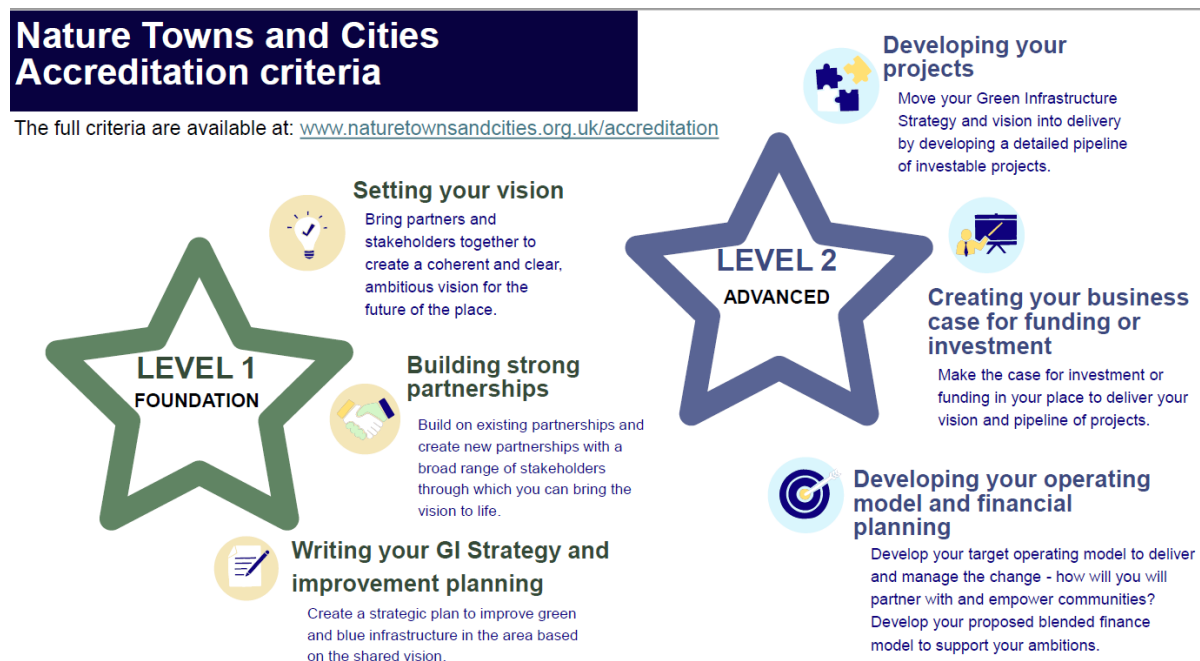 Nature Towns and Cities
Accreditation criteria
The full criteria are available at: www.naturetownsandcities.org.uk/accreditation
LEVEL 1
FOUNDATION
Setting your vision
Bring partners and
stakeholders together to
create a coherent and clear,
ambitious vision for the
future of the place.
Building strong
partnerships
Build on existing partnerships and
create new partnerships with a
broad range of stakeholders
through which you can bring the
vision to life.
Writing your GI Strategy and
improvement planning
Create a strategic plan to improve green
and blue infrastructure in the area based
on the shared vision.
LEVEL 2
ADVANCED
Developing your
projects
Move your Green Infrastructure
Strategy and vision into delivery
by developing a detailed pipeline
of investable projects.
Creating your business
case for funding or
investment
Make the case for investment or
funding in your place to deliver your
vision and pipeline of projects.
Developing your operating
model and financial
planning
Develop your target operating model to deliver
and manage the change - how will you will
partner with and empower communities?
Develop your proposed blended finance
model to support your ambitions.